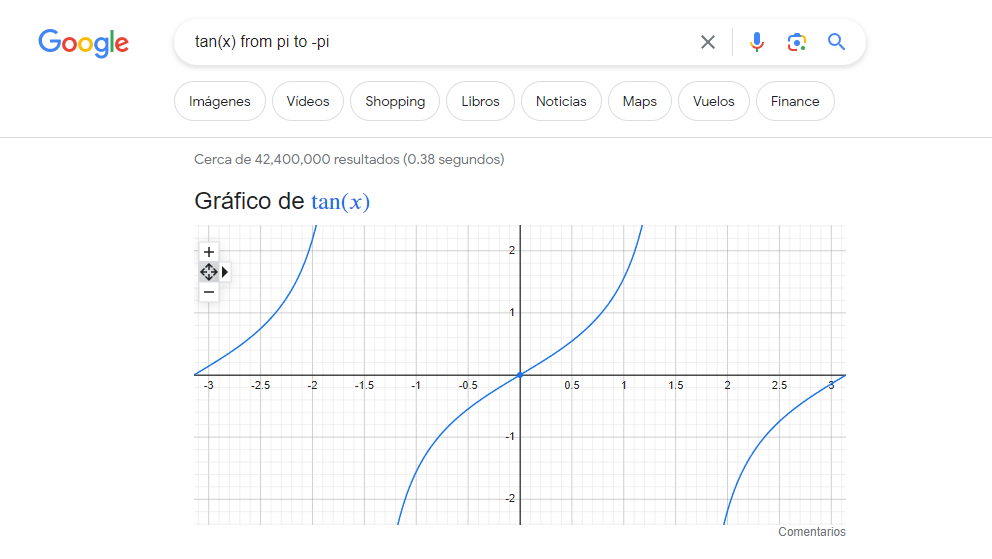 Google
tan(x) from pi to -pi
Imágenes
Vídeos
Shopping
Libros
Noticias
Maps
Vuelos
Finance
Cerca de 42,400,000 resultados (0.38 segundos)
Gráfico de tan(x)
2
1
-3 -2.5 -2 -1.5 -1 -0.5 0.5 1 1.5 2 2.5 3
-1
-2
Comentarios